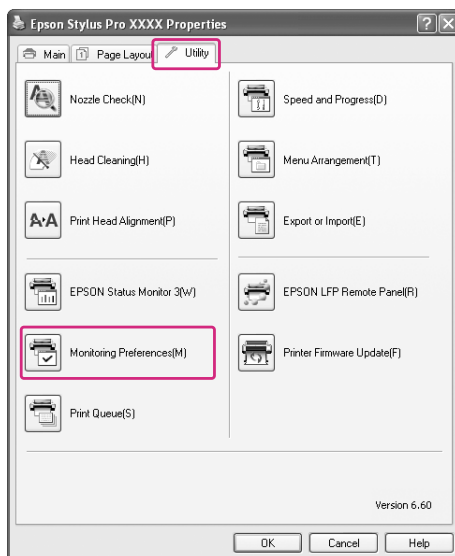 Epson Stylus Pro XXXX Properties
Main
Page Layout
Utility
Nozzle Check(N)
Speed and Progress(D)
Head Cleaning(H)
Menu Arrangement(T)
A A
Print Head Alignment(P)
Export or Import(E)
EPSON Status Monitor 3(W)
EPSON LFP Remote Panel(R)
Monitoring Preferences(M)
Printer Firmware Update(F)
Print Queue(S)
Version 6.60
OK
Cancel
Help